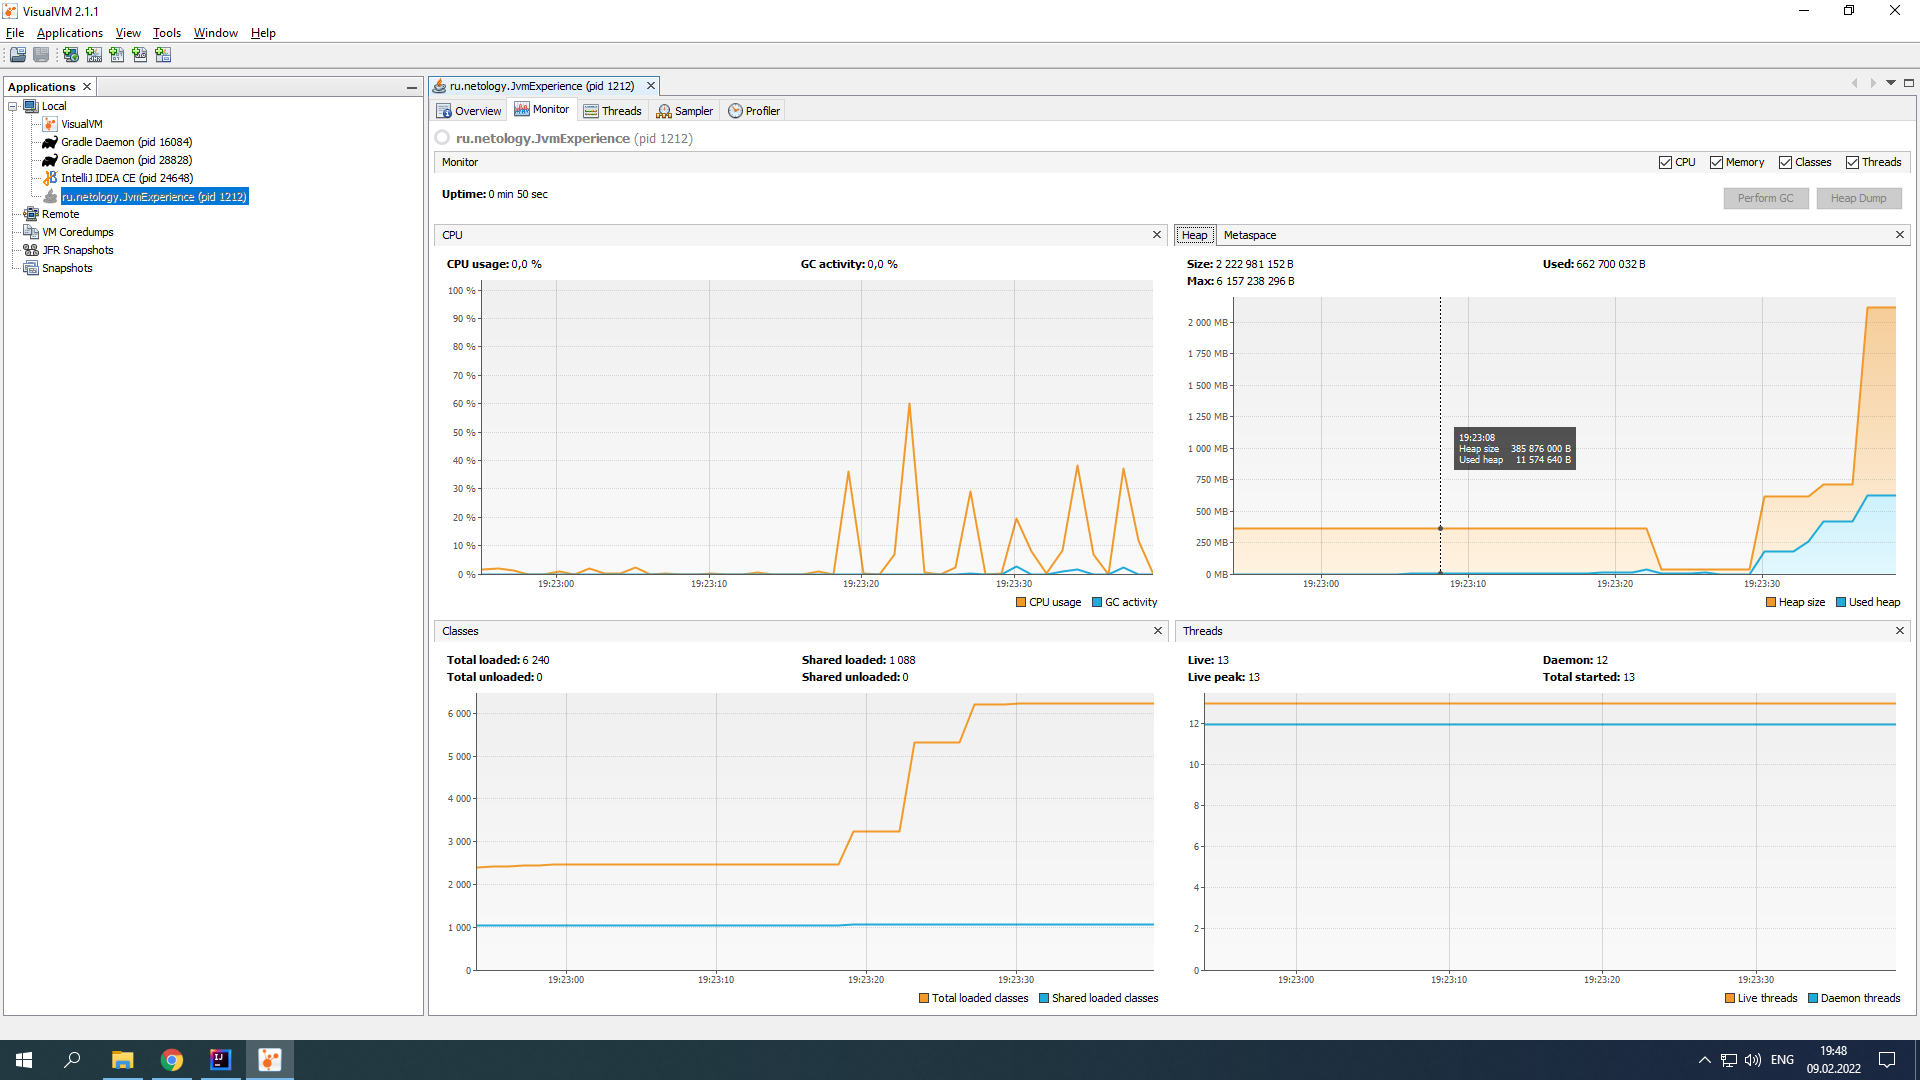 VisualVM 2.1.1
File Applications View Tools Window Help
Applications
Local
VisualVM
Gradle Daemon (pid 16084)
Gradle Daemon (pid 28828)
IntelliJ IDEA CE (pid 24648)
ru.netology.JvmExperience (pid 1212)
Remote
VM Coredumps
JFR Snapshots
Snapshots
ru.netology.JvmExperience (pid 1212)
Overview Monitor Threads Sampler Profiler
ru.netology.JvmExperience (pid 1212)
Monitor CPU Memory Classes Threads
Uptime: 0 min 50 sec
Perform GC Heap Dump
CPU
CPU usage: 0,0 % GC activity: 0,0 %
100 %
90 %
80 %
70 %
60 %
50 %
40 %
30 %
20 %
10 %
0 %
19:23:00 19:23:10 19:23:20 19:23:30
CPU usage GC activity
Heap Metaspace
Size: 2 222 981 152 B Used: 662 700 032 B
Max: 6 157 238 296 B
2 000 MB
1 750 MB
1 500 MB
1 250 MB
1 000 MB
750 MB
500 MB
250 MB
0 MB
19:23:08
Heap size 385 876 000 B
Used heap 11 574 640 B
19:23:00 19:23:10 19:23:20 19:23:30
Heap size Used heap
Classes
Total loaded: 6 240 Shared loaded: 1 088
Total unloaded: 0 Shared unloaded: 0
6 000
5 000
4 000
3 000
2 000
1 000
0
19:23:00 19:23:10 19:23:20 19:23:30
Total loaded classes Shared loaded classes
Threads
Live: 13 Daemon: 12
Live peak: 13 Total started: 13
12
10
8
6
4
2
0
19:23:00 19:23:10 19:23:20 19:23:30
Live threads Daemon threads
IJ
ENG
19:48
09.02.2022